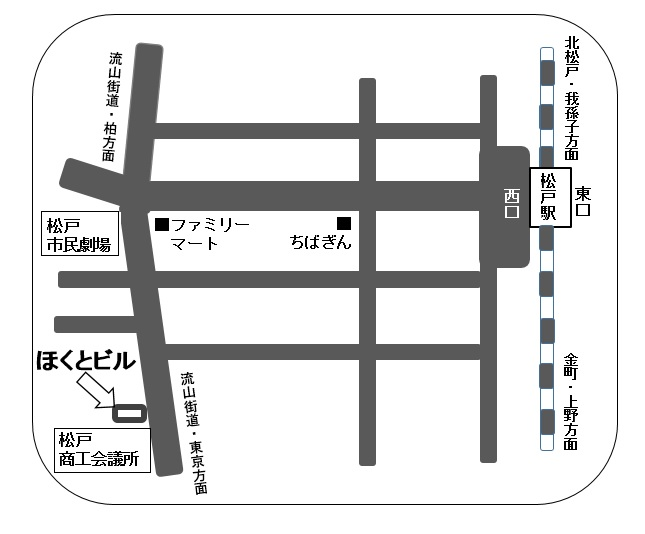 流山街道・柏方面
北松戸・我孫子方面
西口
松戸駅
東口
松戸
市民劇場
■ファミリー
マート
■
ちばぎん
ほくとビル
流山街道・東京方面
金町・上野方面
松戸
商工会議所